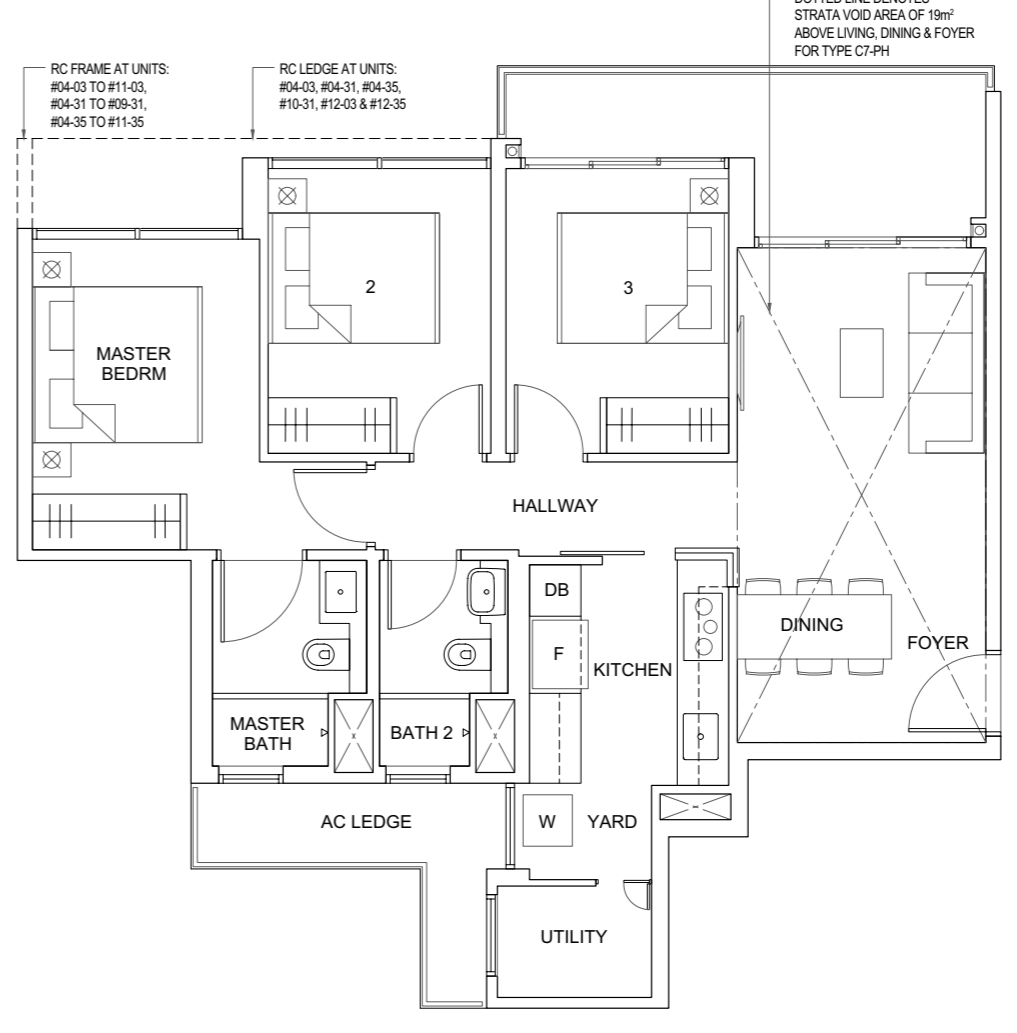 DOTTED LINE DENOTES
STRATA VOID AREA OF 19m²
ABOVE LIVING, DINING & FOYER
FOR TYPE C7-PH
RC FRAME AT UNITS:
#04-03 TO #11-03,
#04-31 TO #09-31,
#04-35 TO #11-35
RC LEDGE AT UNITS:
#04-03, #04-31, #04-35,
#10-31, #12-03 & #12-35
2
3
MASTER
BEDRM
HALLWAY
DB
F
KITCHEN
DINING
FOYER
MASTER
BATH
BATH 2
AC LEDGE
W
YARD
UTILITY